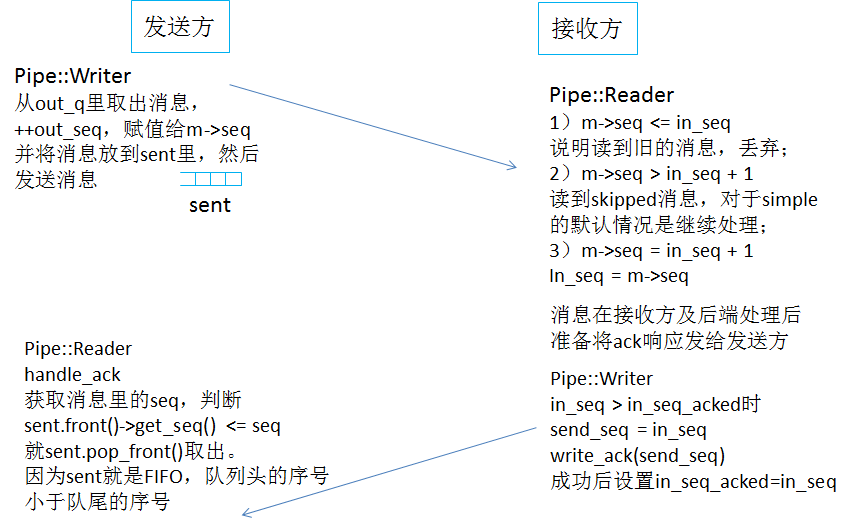 发送方
Pipe::Writer
从out_q里取出消息，
++out_seq，赋值给m->seq
并将消息放到sent里，然后
发送消息
sent
Pipe::Reader
handle_ack
获取消息里的seq，判断
sent.front()->get_seq() <= seq
就sent.pop_front()取出。
因为sent就是FIFO，队列头的序号
小于队尾的序号
接收方
Pipe::Reader
1）m->seq <= in_seq
说明读到旧的消息，丢弃；
2）m->seq > in_seq + 1
读到skipped消息，对于simple
的默认情况是继续处理；
3）m->seq = in_seq + 1
In_seq = m->seq
消息在接收方及后端处理后
准备将ack响应发给发送方
Pipe::Writer
in_seq > in_seq_acked时
send_seq = in_seq
write_ack(send_seq)
成功后设置in_seq_acked=in_seq